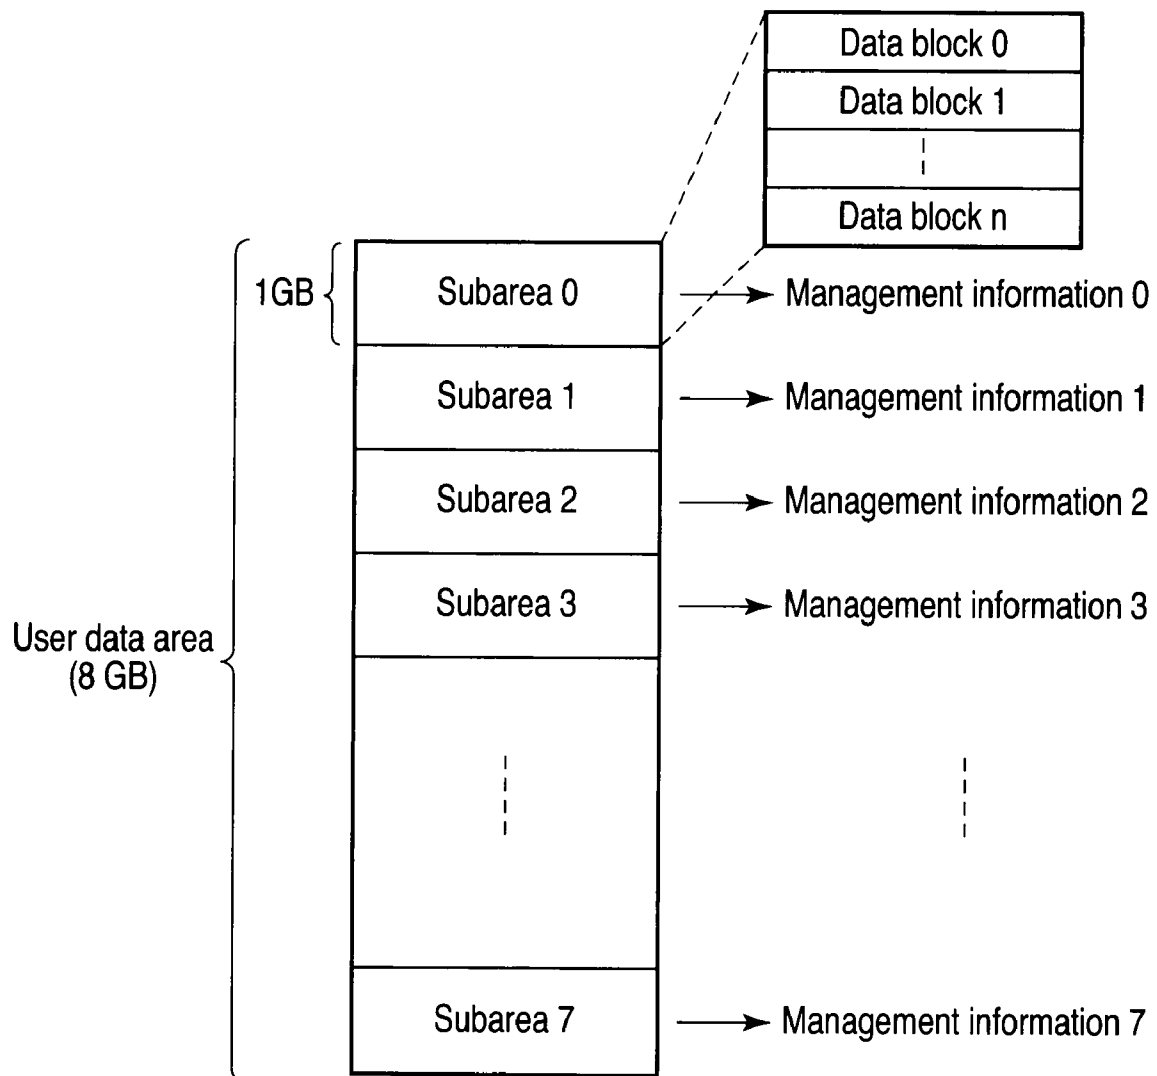 Data block 0
Data block 1
Data block n
1GB
Subarea 0
Management information 0
Subarea 1
Management information 1
Subarea 2
Management information 2
Subarea 3
Management information 3
User data area
(8 GB)
Subarea 7
Management information 7